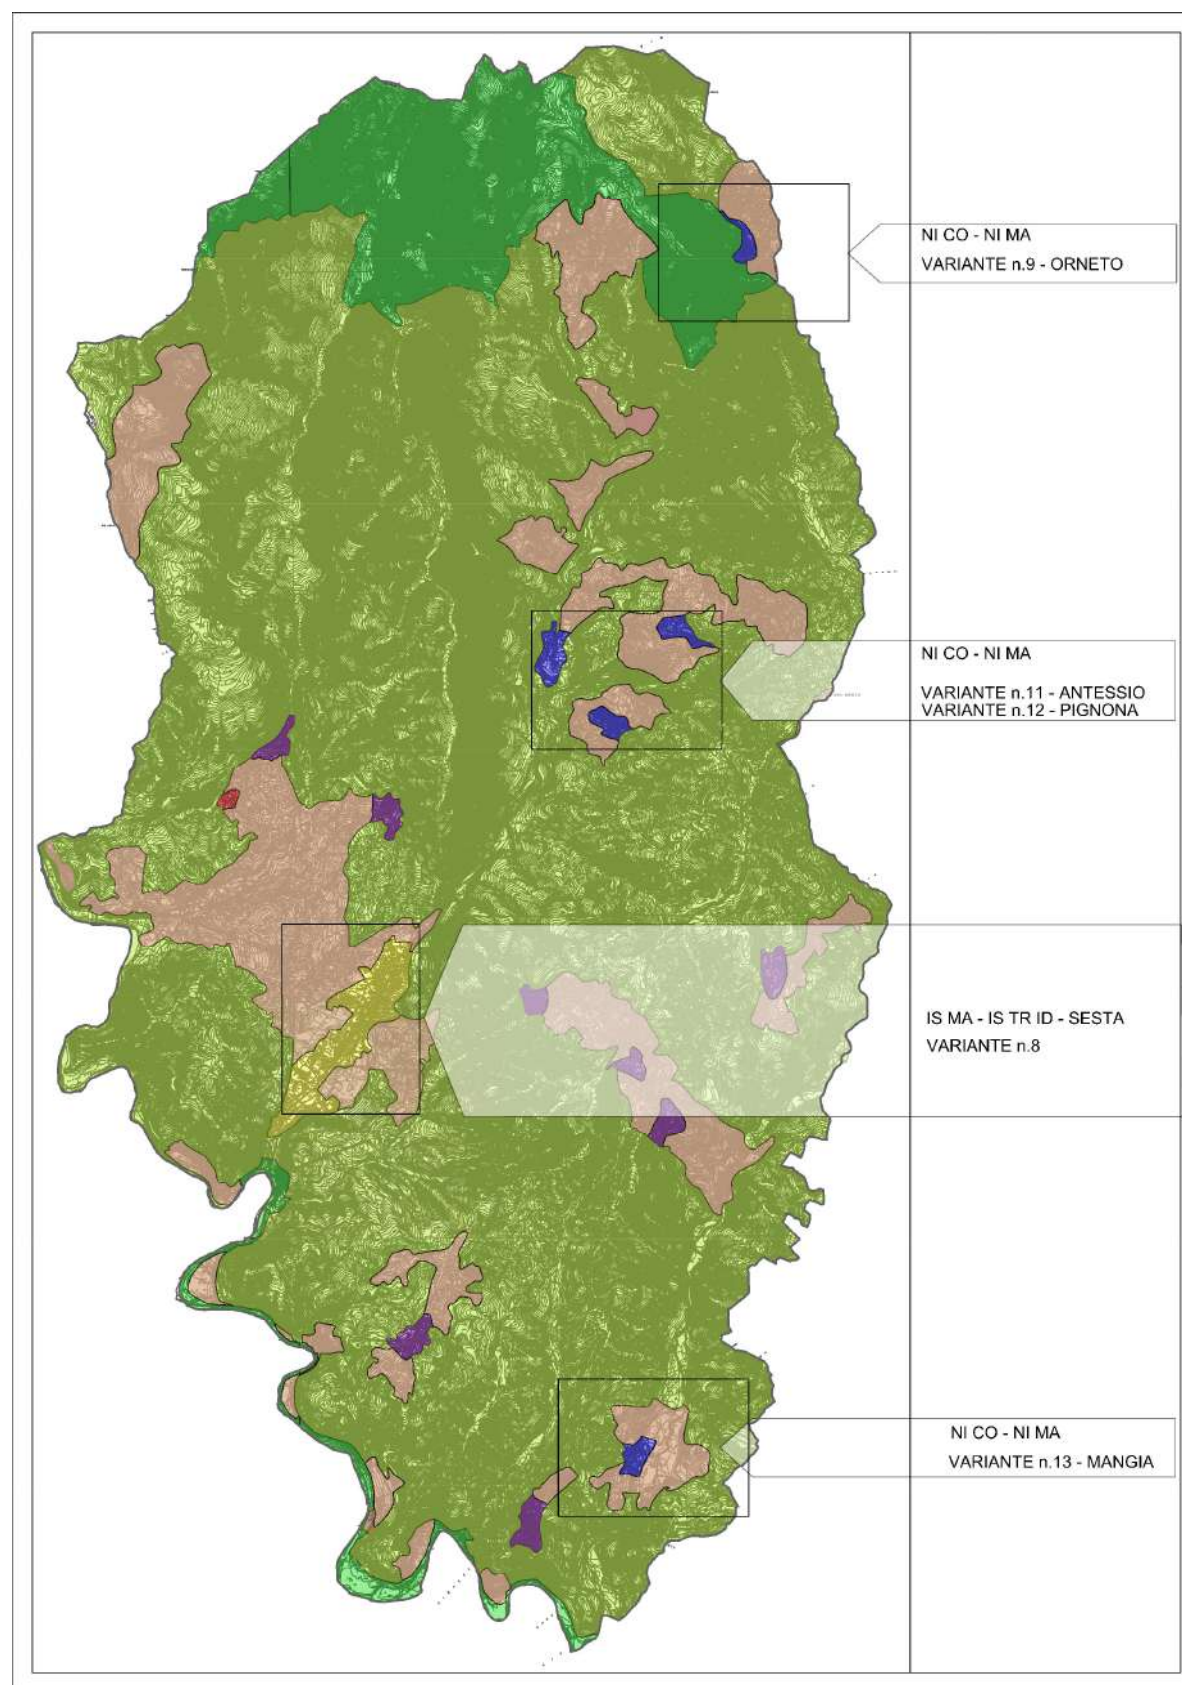 NI CO - NI MA
VARIANTE n.9 - ORNETO
NI CO - NI MA
VARIANTE n.11 - ANTESSIO
VARIANTE n.12 - PIGNONA
IS MA - IS TR ID - SESTA
VARIANTE n.8
NI CO - NI MA
VARIANTE n.13 - MANGIA